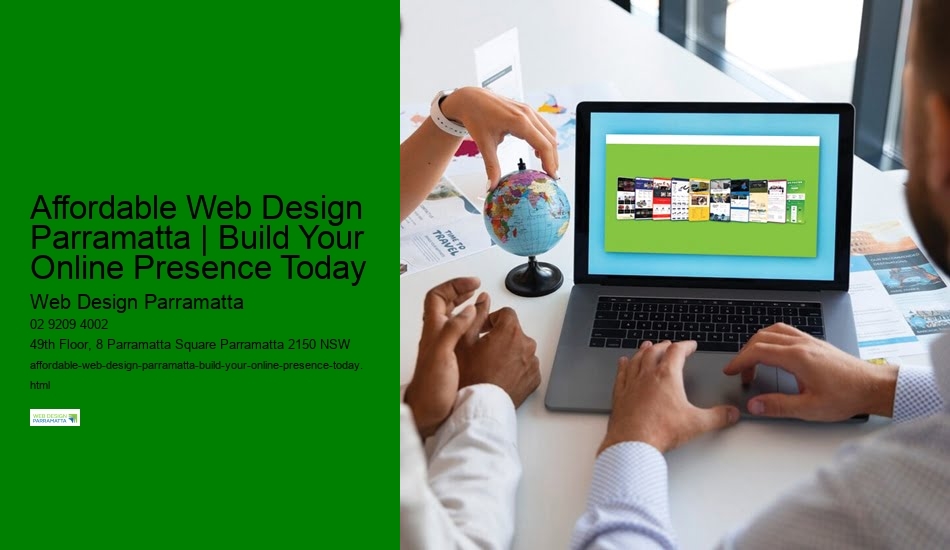 Affordable Web Design
Parramatta | Build Your
Online Presence Today
Web Design Parramatta
02 9209 4002
49th Floor, 8 Parramatta Square Parramatta 2150 NSW
affordable-web-design-parramatta-build-your-online-presence-today.
html
WEB DESIGN
PARRAMATTA
TIME TO
TRAVEL